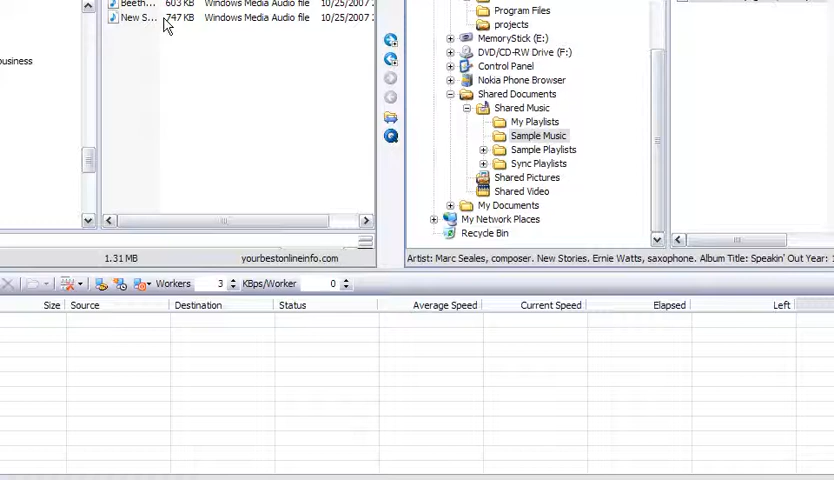 Beeth...
603 KB
Windows Media Audio file
10/25/2007
New S...
747 KB
Windows Media Audio file
10/25/2007
usiness
1.31 MB
yourbestonlineinfo.com
Program Files
projects
MemoryStick (E:)
DVD/CD-RW Drive (F:)
Control Panel
Nokia Phone Browser
Shared Documents
Shared Music
My Playlists
Sample Music
Sample Playlists
Sync Playlists
Shared Pictures
Shared Video
My Documents
My Network Places
Recycle Bin
Artist: Marc Seales, composer. New Stories. Ernie Watts, saxophone. Album Title: Speakin' Out Year: 1
Workers 3 KBps/Worker 0
Size Source Destination Status Average Speed Current Speed Elapsed Left